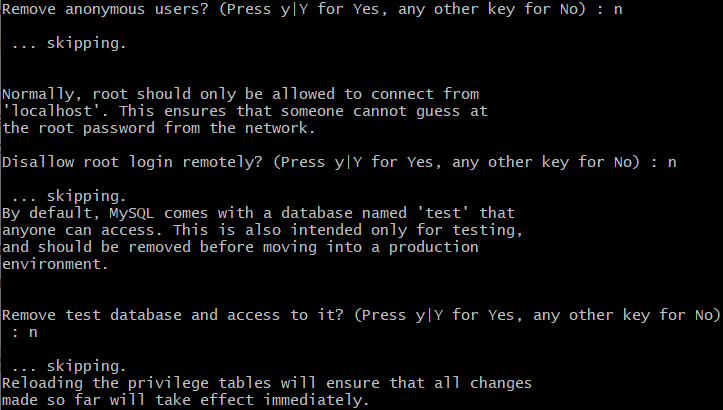 Remove anonymous users? (Press y|Y for Yes, any other key for No) : n
 ... skipping.
Normally, root should only be allowed to connect from
'localhost'. This ensures that someone cannot guess at
the root password from the network.
Disallow root login remotely? (Press y|Y for Yes, any other key for No) : n
 ... skipping.
By default, MySQL comes with a database named 'test' that
anyone can access. This is also intended only for testing,
and should be removed before moving into a production
environment.
Remove test database and access to it? (Press y|Y for Yes, any other key for No)
 : n
 ... skipping.
Reloading the privilege tables will ensure that all changes
made so far will take effect immediately.